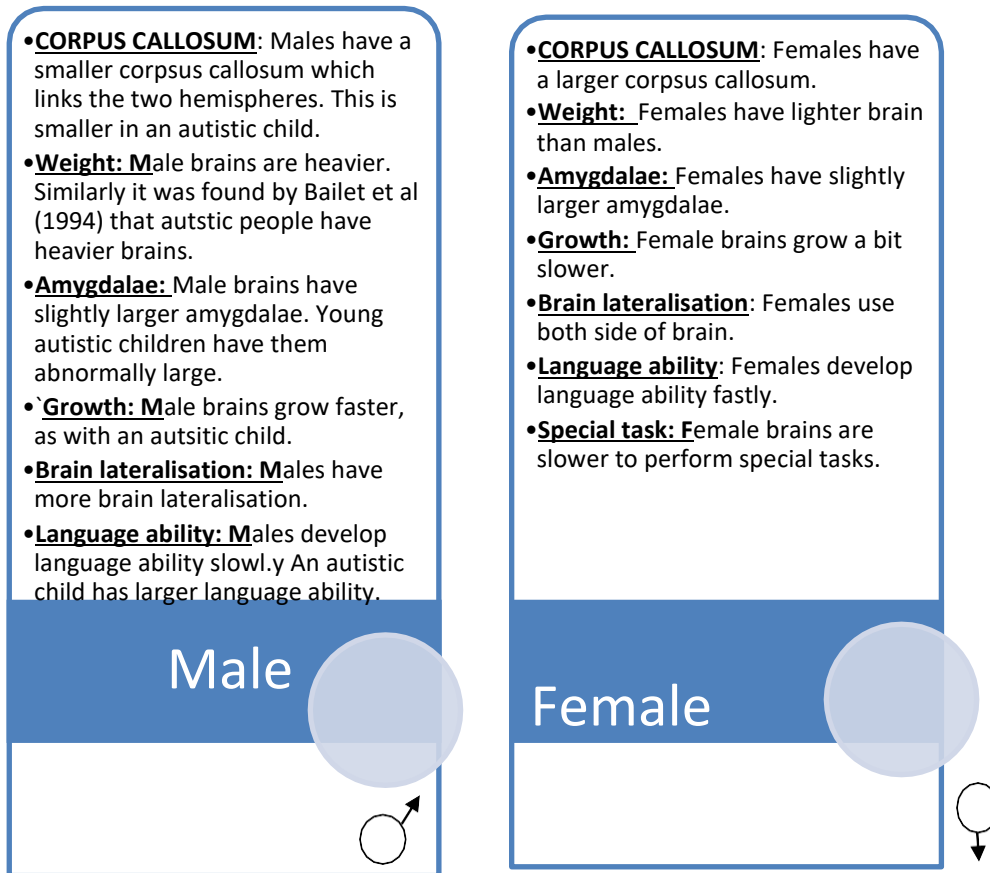 •CORPUS CALLOSUM: Males have a
smaller corpsus callosum which
links the two hemispheres. This is
smaller in an autistic child.
•Weight: Male brains are heavier.
Similarly it was found by Bailet et al
(1994) that autstic people have
heavier brains.
•Amygdalae: Male brains have
slightly larger amygdalae. Young
autistic children have them
abnormally large.
•`Growth: Male brains grow faster,
as with an autsitic child.
•Brain lateralisation: Males have
more brain lateralisation.
•Language ability: Males develop
language ability slowl.y An autistic
child has larger language ability.
Male
•CORPUS CALLOSUM: Females have
a larger corpsus callosum.
•Weight: Females have lighter brain
than males.
•Amygdalae: Females have slightly
larger amygdalae.
•Growth: Female brains grow a bit
slower.
•Brain lateralisation: Females use
both side of brain.
•Language ability: Females develop
language ability fastly.
•Special task: Female brains are
slower to perform special tasks.
Female